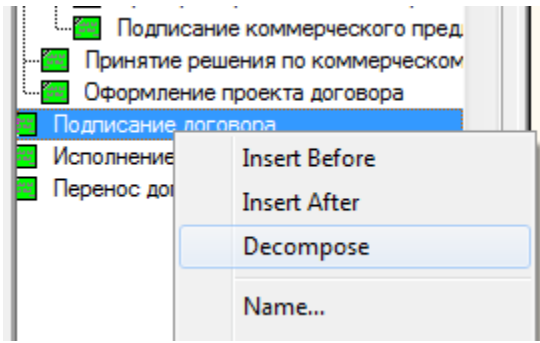 Подписание коммерческого пред
Принятие решения по коммерческом
Оформление проекта договора
Подписание договора
Исполнение
Перенос дог
Insert Before
Insert After
Decompose
Name...